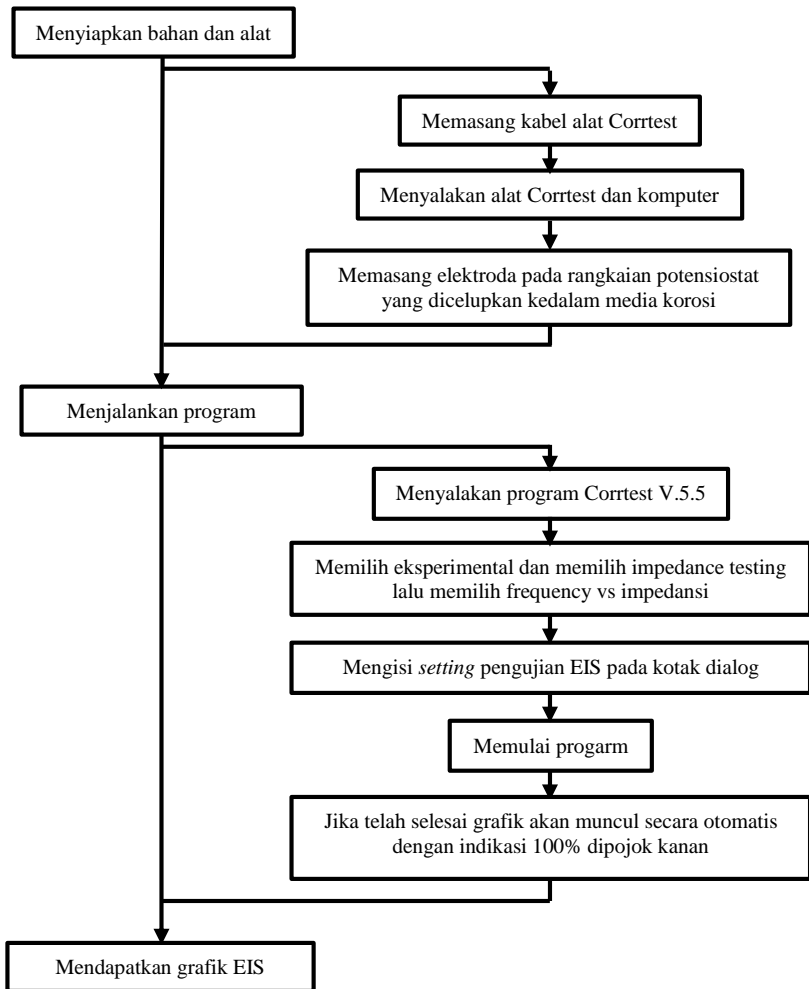 Menyiapkan bahan dan alat
Memasang kabel alat Corrtest
Menyalakan alat Corrtest dan komputer
Memasang elektroda pada rangkaian potensiostat
yang dicelupkan kedalam media korosi
Menjalankan program
Menyalakan program Corrtest V.5.5
Memilih eksperimental dan memilih impedance testing
lalu memilih frequency vs impedansi
Mengisi setting pengujian EIS pada kotak dialog
Memulai progarm
Jika telah selesai grafik akan muncul secara otomatis
dengan indikasi 100% dipojok kanan
Mendapatkan grafik EIS